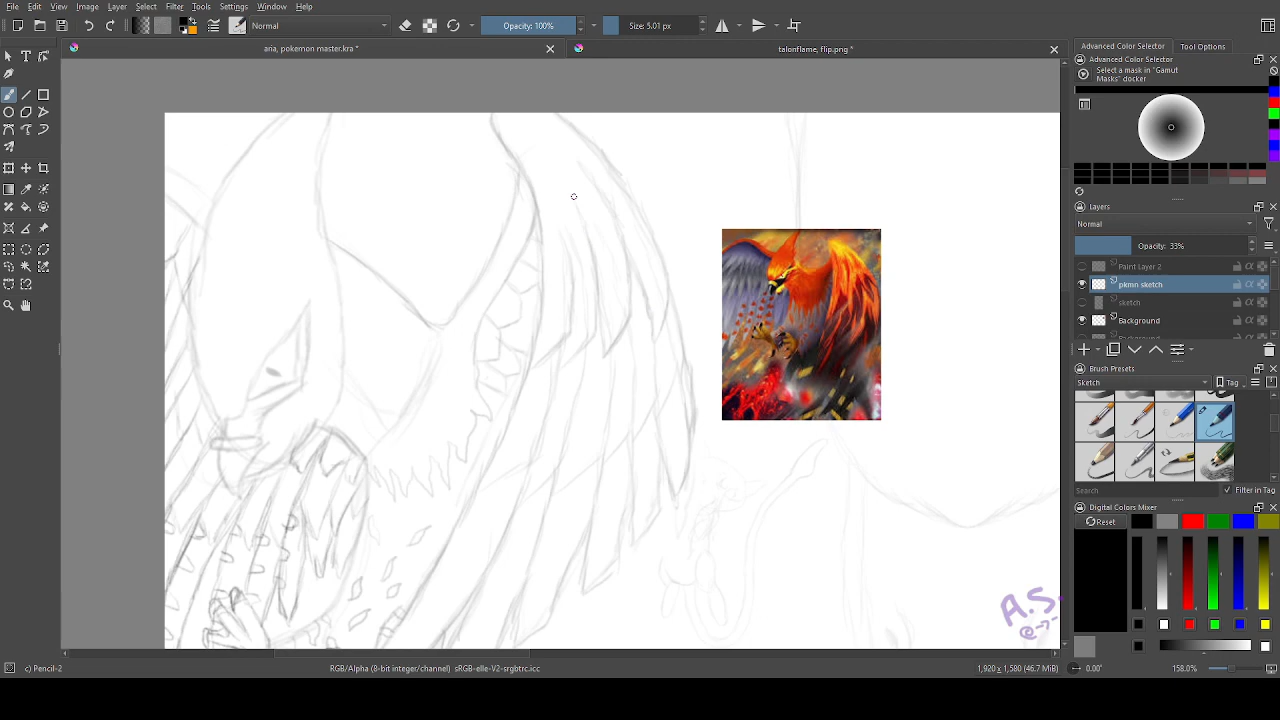 File Edit View Image Layer Select Filter Tools Settings Window Help
Normal Opacity: 100% Size: 5.01 px
aria, pokemon master.kra * talonflame, flip.png *
Advanced Color Selector Tool Options
Advanced Color Selector
Select a mask in "Gamut
Masks" docker
Layers
Normal
Opacity: 33%
Paint Layer 2
pkmn sketch
sketch
Background
Background
Brush Presets
Sketch Tag
Search Filter in Tag
Digital Colors Mixer
Reset
A.S.
c) Pencil-2 RGB/Alpha (8-bit integer/channel) sRGB-elle-V2-srgbtrc.icc 1,920 x 1,580 (46.7 MiB) 0.00° 158.0%